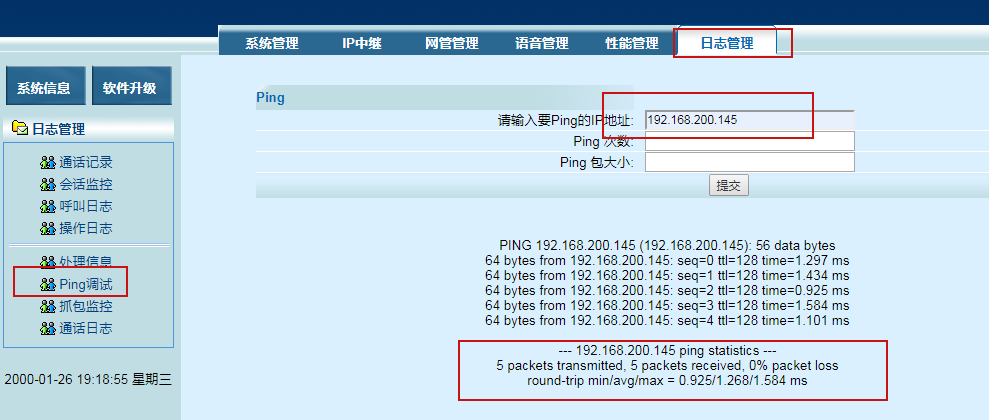 系统管理 IP中继 网管管理 语音管理 性能管理 日志管理
系统信息 软件升级
日志管理
通话记录
会话监控
呼叫日志
操作日志
处理信息
Ping调试
抓包监控
通话日志
2000-01-26 19:18:55 星期三
Ping
请输入要Ping的IP地址: 192.168.200.145
Ping 次数:
Ping 包大小:
提交
PING 192.168.200.145 (192.168.200.145): 56 data bytes
64 bytes from 192.168.200.145: seq=0 ttl=128 time=1.297 ms
64 bytes from 192.168.200.145: seq=1 ttl=128 time=1.434 ms
64 bytes from 192.168.200.145: seq=2 ttl=128 time=0.925 ms
64 bytes from 192.168.200.145: seq=3 ttl=128 time=1.584 ms
64 bytes from 192.168.200.145: seq=4 ttl=128 time=1.101 ms
--- 192.168.200.145 ping statistics ---
5 packets transmitted, 5 packets received, 0% packet loss
round-trip min/avg/max = 0.925/1.268/1.584 ms